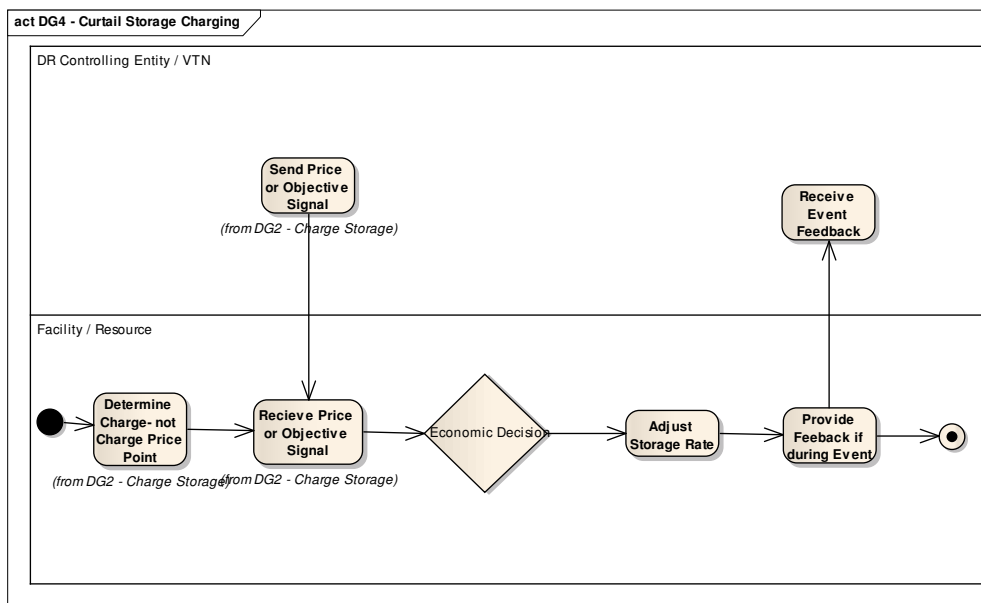 act DG4 - Curtail Storage Charging
DR Controlling Entity / VTN
Send Price
or Objective
Signal
(from DG2 - Charge Storage)
Receive
Event
Feedback
Facility / Resource
Determine
Charge- not
Charge Price
Point
(from DG2 - Charge Storage)
Recieve Price
or Objective
Signal
(from DG2 - Charge Storage)
Economic Decision
Adjust
Storage Rate
Provide
Feeback if
during Event